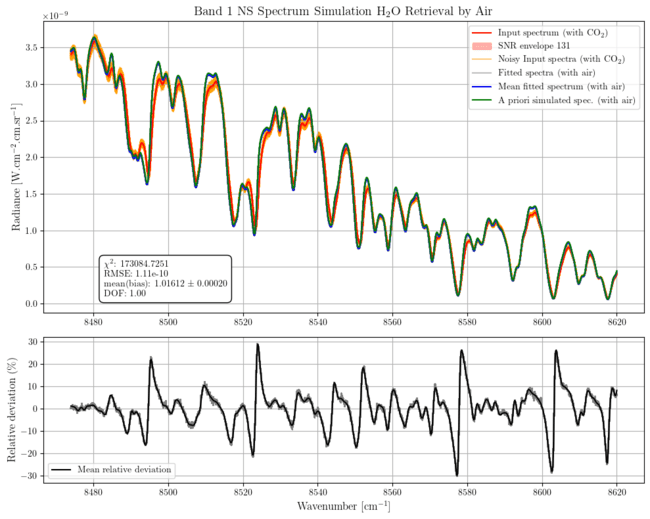 Band 1 NS Spectrum Simulation H₂O Retrieval by Air
1e−9
Input spectrum (with CO₂)
SNR envelope 131
Noisy Input spectra (with CO₂)
Fitted spectra (with air)
Mean fitted spectrum (with air)
A priori simulated spec. (with air)
Radiance [W.cm⁻².cm.sr⁻¹]
3.5
3.0
2.5
2.0
1.5
1.0
0.5
0.0
χ²: 173084.7251
RMSE: 1.11e-10
mean(bias): 1.01612 ± 0.00020
DOF: 1.00
8480 8500 8520 8540 8560 8580 8600 8620
Relative deviation (%)
30
20
10
0
−10
−20
−30
Mean relative deviation
8480 8500 8520 8540 8560 8580 8600 8620
Wavenumber [cm⁻¹]